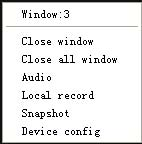 Window:3
Close window
Close all window
Audio
Local record
Snapshot
Device config